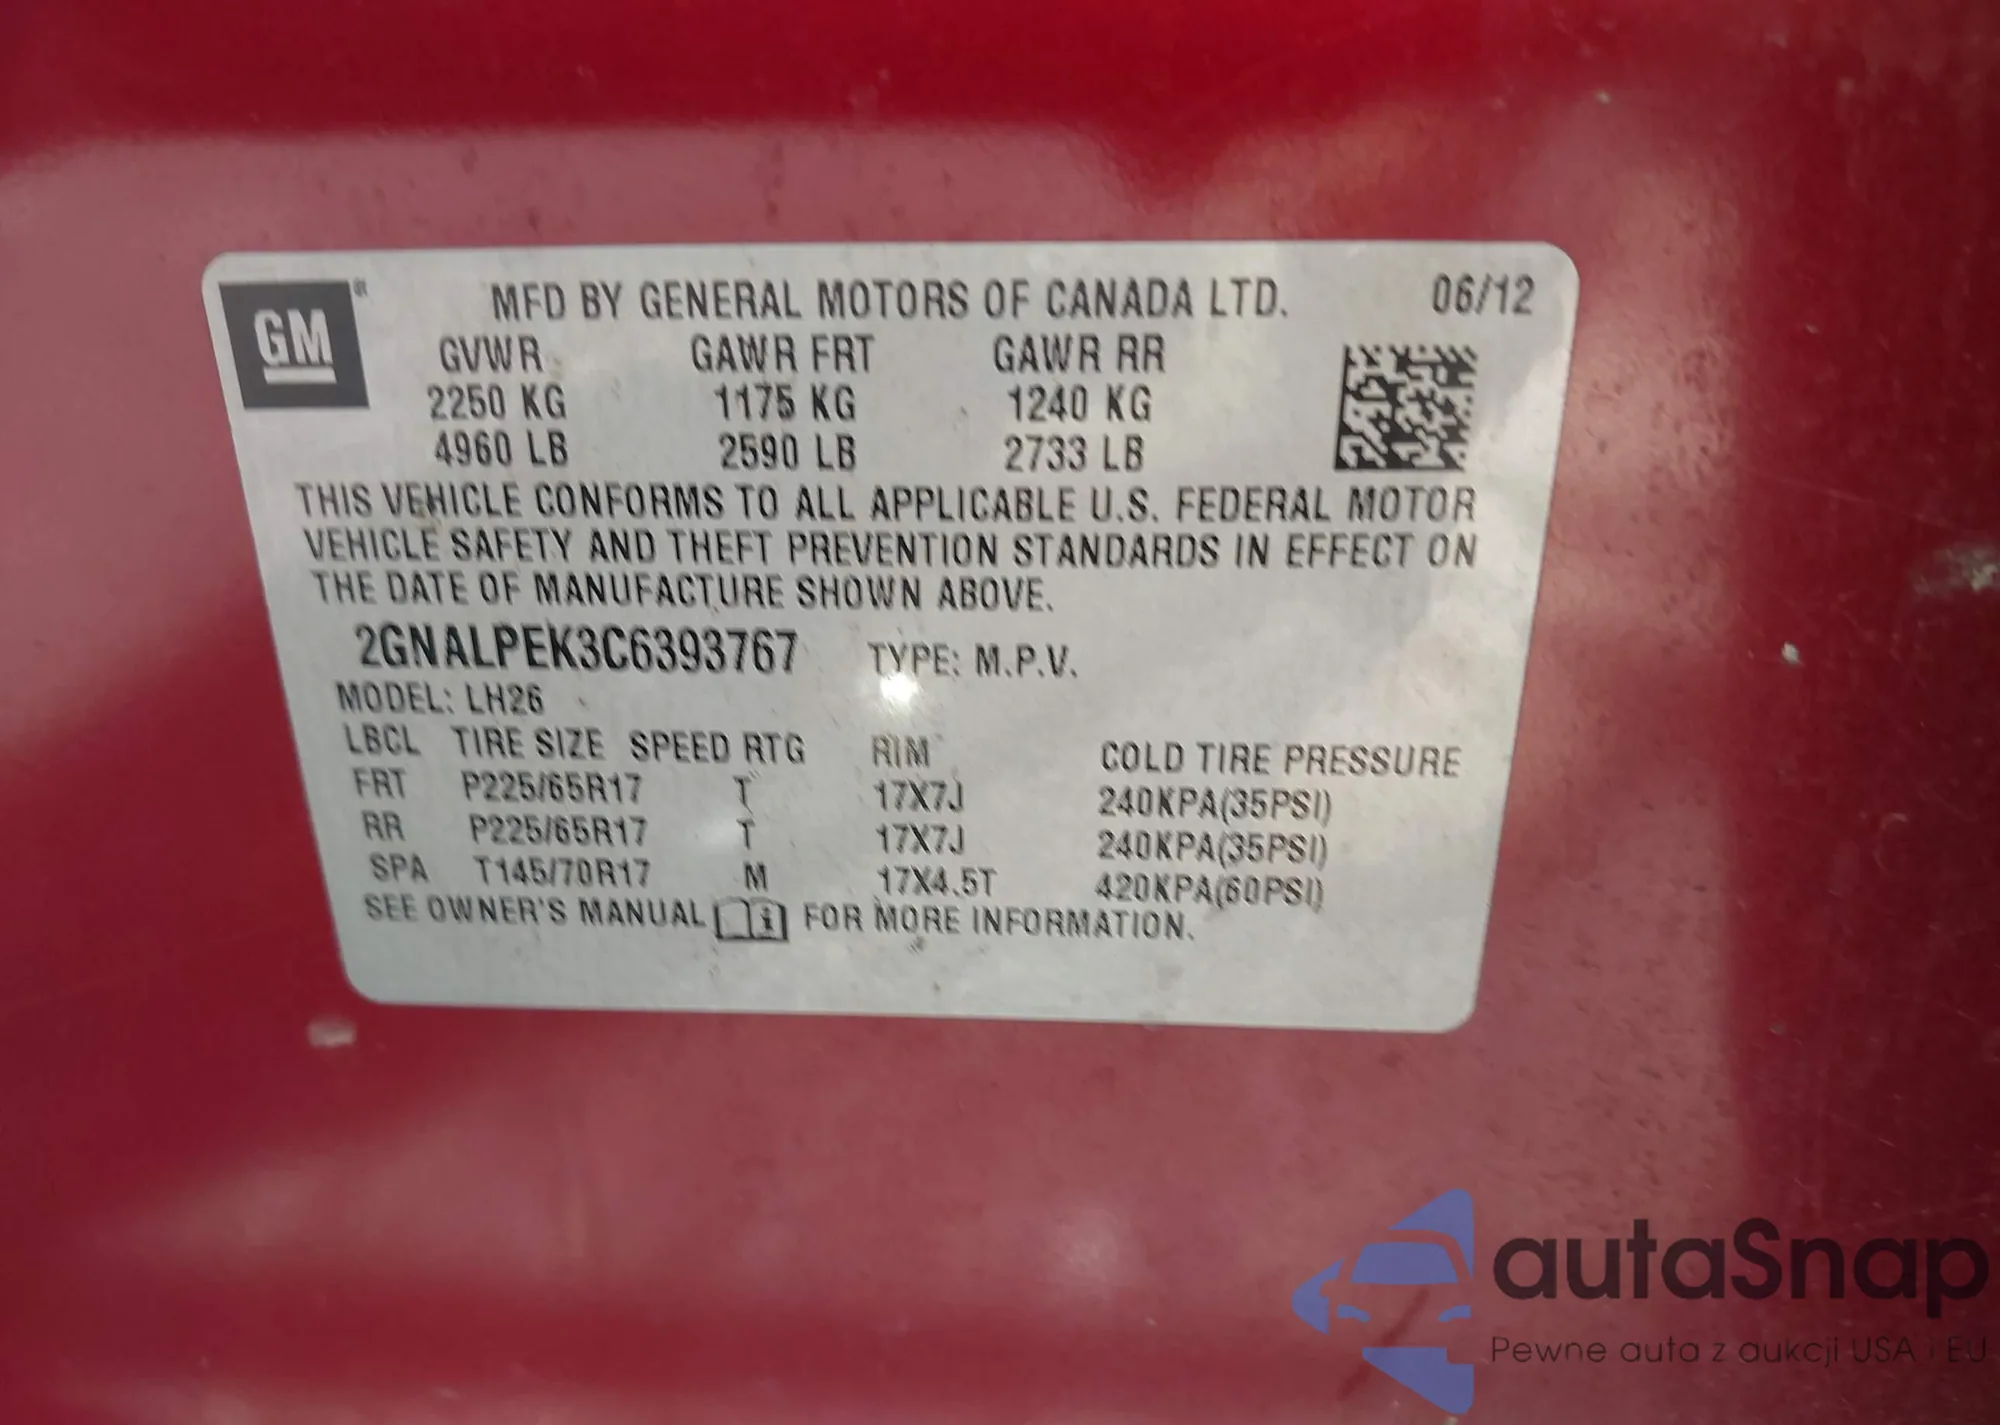 GM
MFD BY GENERAL MOTORS OF CANADA LTD. 06/12
GVWR GAWR FRT GAWR RR
2250 KG 1175 KG 1240 KG
4960 LB 2590 LB 2733 LB
THIS VEHICLE CONFORMS TO ALL APPLICABLE U.S. FEDERAL MOTOR
VEHICLE SAFETY AND THEFT PREVENTION STANDARDS IN EFFECT ON
THE DATE OF MANUFACTURE SHOWN ABOVE.
2GNALPEK3C6393767 TYPE: M.P.V.
MODEL: LH26
LBCL TIRE SIZE SPEED RTG RIM COLD TIRE PRESSURE
FRT P225/65R17 T 17X7J 240KPA(35PSI)
RR P225/65R17 T 17X7J 240KPA(35PSI)
SPA T145/70R17 M 17X4.5T 420KPA(60PSI)
SEE OWNER'S MANUAL FOR MORE INFORMATION.
autaSnap
Pewne auta z aukcji USA i EU